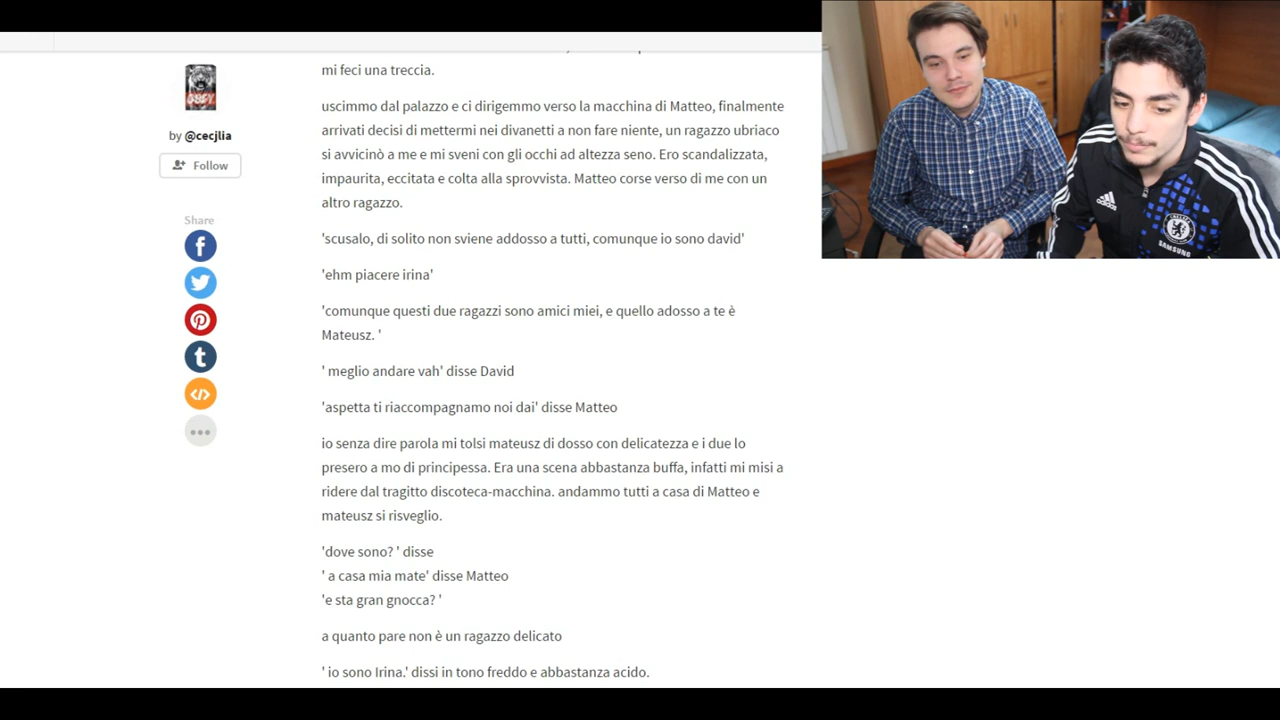 mi feci una treccia.
OBEY
by @cecjlia
Follow
Share
uscimmo dal palazzo e ci dirigemmo verso la macchina di Matteo, finalmente
arrivati decisi di mettermi nei divanetti a non fare niente, un ragazzo ubriaco
si avvicinò a me e mi sveni con gli occhi ad altezza seno. Ero scandalizzata,
impaurita, eccitata e colta alla sprovvista. Matteo corse verso di me con un
altro ragazzo.
'scusalo, di solito non sviene addosso a tutti, comunque io sono david'
'ehm piacere irina'
'comunque questi due ragazzi sono amici miei, e quello adosso a te è
Mateusz. '
' meglio andare vah' disse David
'aspetta ti riaccompagnamo noi dai' disse Matteo
io senza dire parola mi tolsi mateusz di dosso con delicatezza e i due lo
presero a mo di principessa. Era una scena abbastanza buffa, infatti mi misi a
ridere dal tragitto discoteca-macchina. andammo tutti a casa di Matteo e
mateusz si risveglio.
'dove sono? ' disse
' a casa mia mate' disse Matteo
'e sta gran gnocca? '
a quanto pare non è un ragazzo delicato
' io sono Irina.' dissi in tono freddo e abbastanza acido.
adidas
SAMSUNG